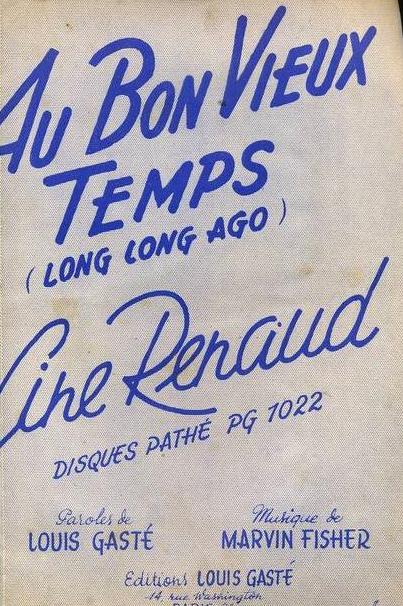 AU BON VIEUX
TEMPS
(LONG LONG AGO)
Line Renaud
DISQUES PATHÉ PG 1022
Paroles de
LOUIS GASTÉ
Musique de
MARVIN FISHER
Editions LOUIS GASTÉ
14, rue Washington
PARIS